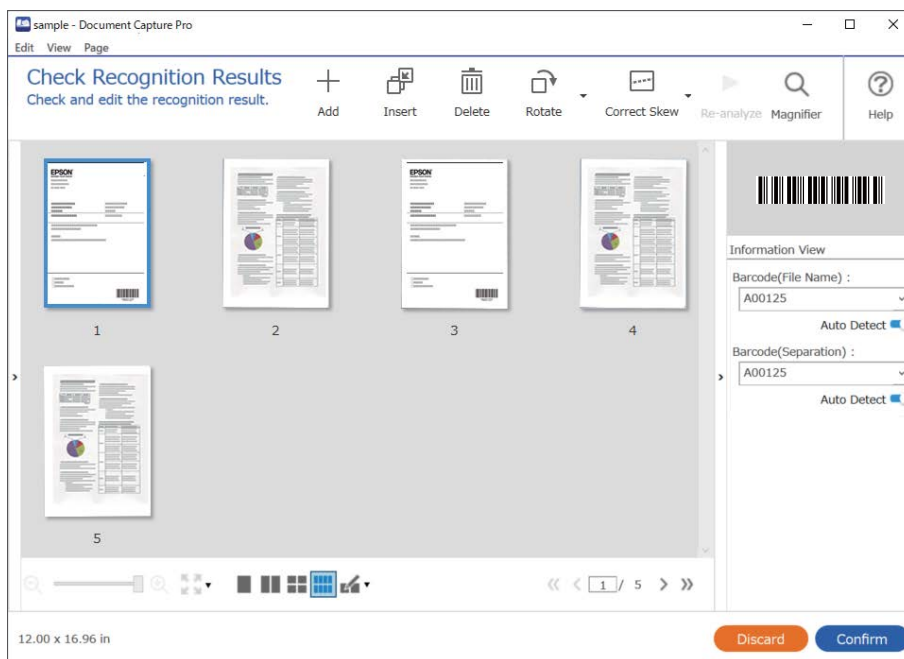 sample - Document Capture Pro
Edit View Page
Check Recognition Results
Check and edit the recognition result.
Add
Insert
Delete
Rotate
Correct Skew
Re-analyze
Magnifier
Help
EPSON
EPSON
1
2
3
4
5
Information View
Barcode(File Name) :
A00125
Auto Detect
Barcode(Separation) :
A00125
Auto Detect
1 / 5
12.00 x 16.96 in
Discard
Confirm